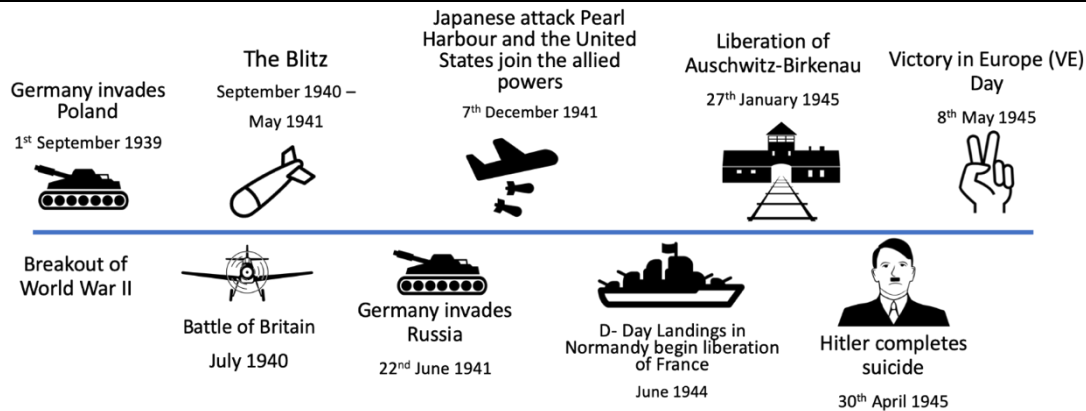 Germany invades
Poland
1st September 1939
The Blitz
September 1940 –
May 1941
Japanese attack Pearl
Harbour and the United
States join the allied
powers
7th December 1941
Liberation of
Auschwitz-Birkenau
27th January 1945
Victory in Europe (VE)
Day
8th May 1945
Breakout of
World War II
Battle of Britain
July 1940
Germany invades
Russia
22nd June 1941
D- Day Landings in
Normandy begin liberation
of France
June 1944
Hitler completes
suicide
30th April 1945